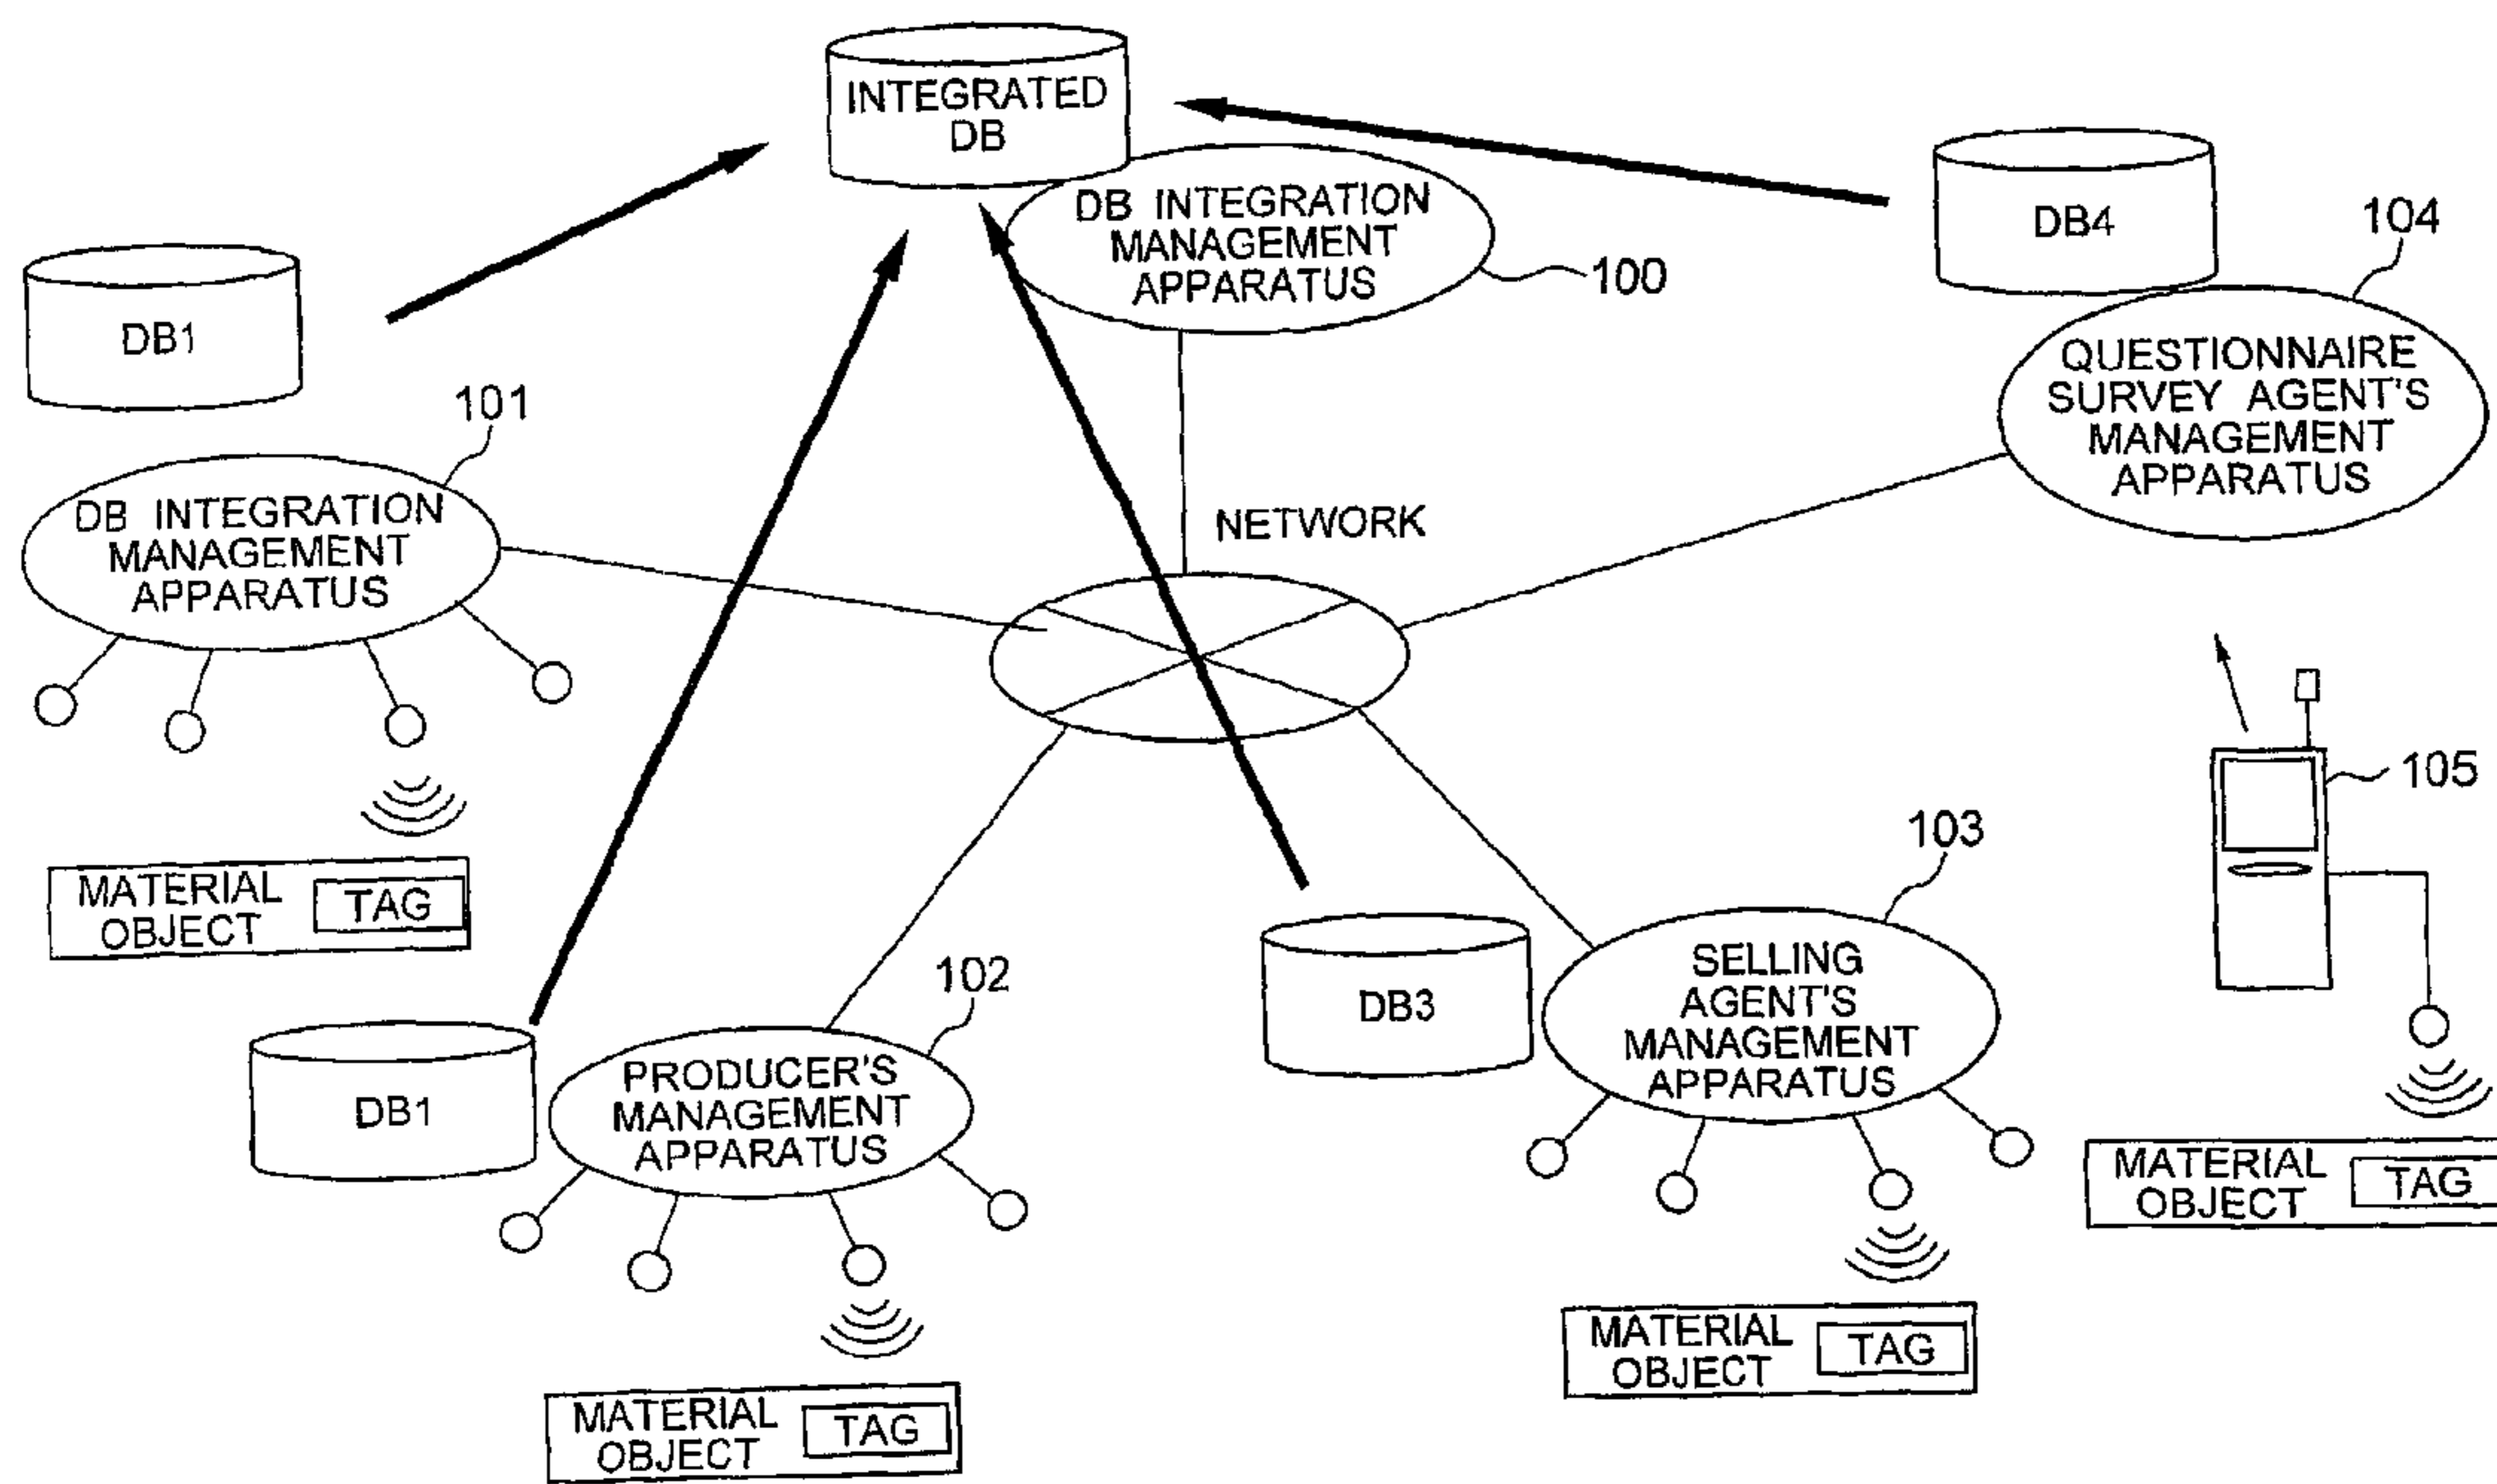 INTEGRATED
DB
DB INTEGRATION
MANAGEMENT
APPARATUS
100
DB4
104
QUESTIONNAIRE
SURVEY AGENT'S
MANAGEMENT
APPARATUS
DB1
101
DB INTEGRATION
MANAGEMENT
APPARATUS
NETWORK
MATERIAL
OBJECT
TAG
105
103
DB3
SELLING
AGENT'S
MANAGEMENT
APPARATUS
102
DB1
PRODUCER'S
MANAGEMENT
APPARATUS
MATERIAL
OBJECT
TAG
MATERIAL
OBJECT
TAG
MATERIAL
OBJECT
TAG